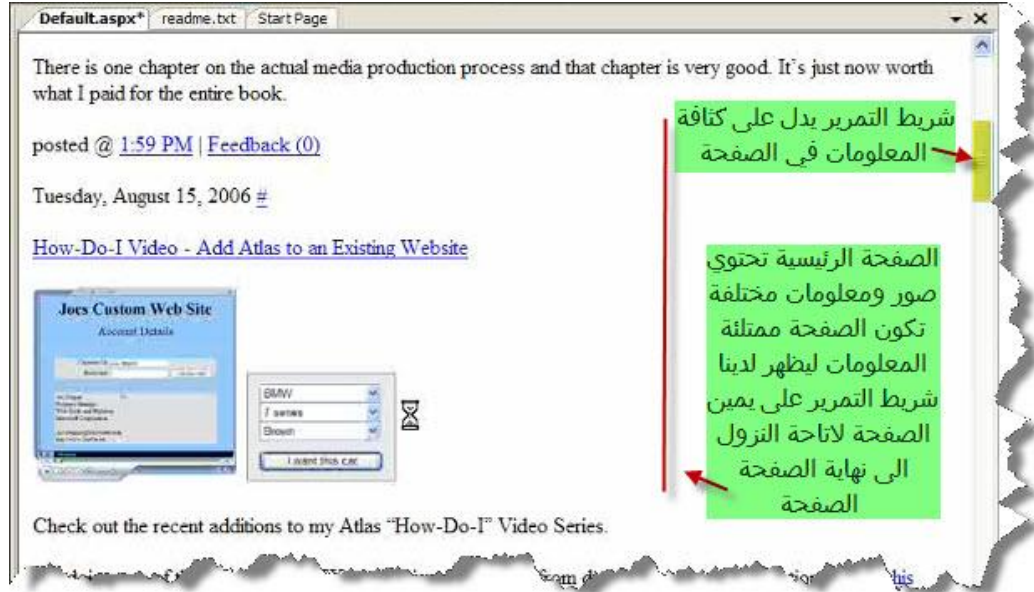 Default.aspx* readme.txt Start Page
There is one chapter on the actual media production process and that chapter is very good. It's just now worth
what I paid for the entire book.
شريط التمرير يدل على كثافة
المعلومات في الصفحة
posted @ 1:59 PM | Feedback (0)
Tuesday, August 15, 2006 #
How-Do-I Video - Add Atlas to an Existing Website
الصفحة الرئيسية تحتوي
صور ومعلومات مختلفة
تكون الصفحة ممتلئة
المعلومات ليظهر لدينا
شريط التمرير على يمين
الصفحة لاتاحة النزول
الى نهاية الصفحة
الصفحة
Joes Custom Web Site
Account Details
BMW
7 series
Brown
I want this car
Check out the recent additions to my Atlas “How-Do-I” Video Series.